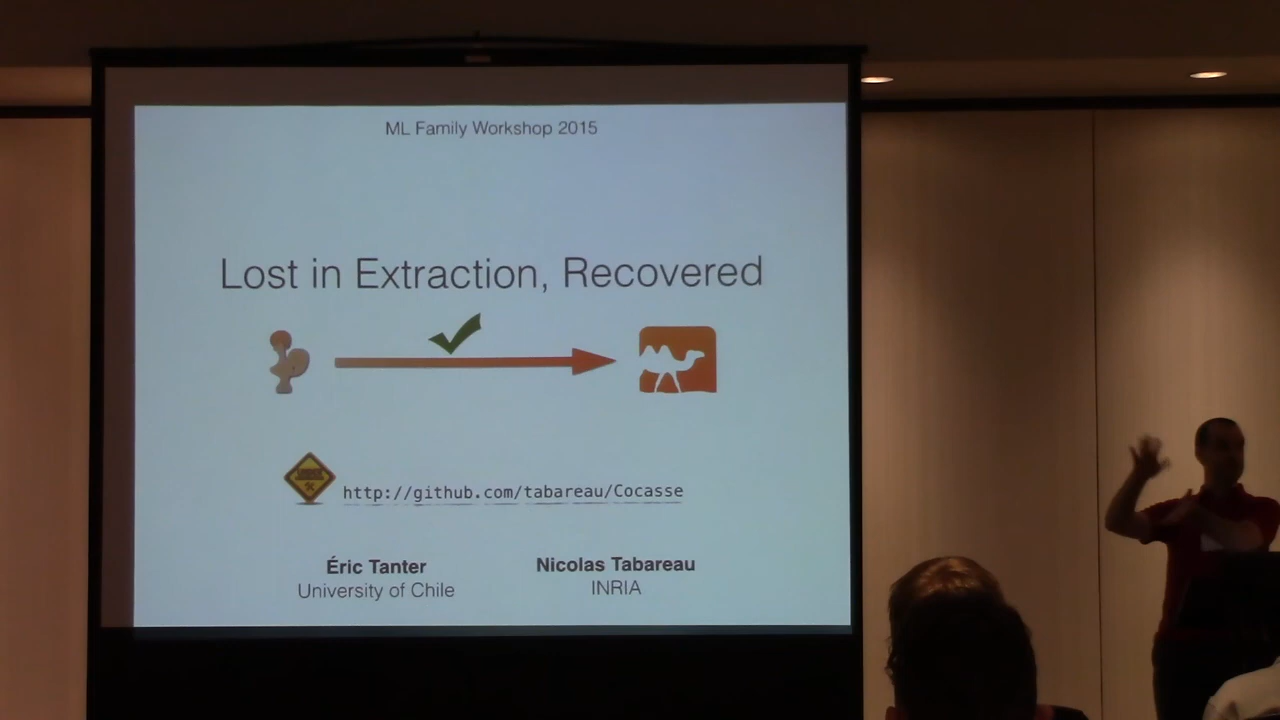 ML Family Workshop 2015
Lost in Extraction, Recovered
http://github.com/tabareau/Cocasse
Éric Tanter
University of Chile
Nicolas Tabareau
INRIA